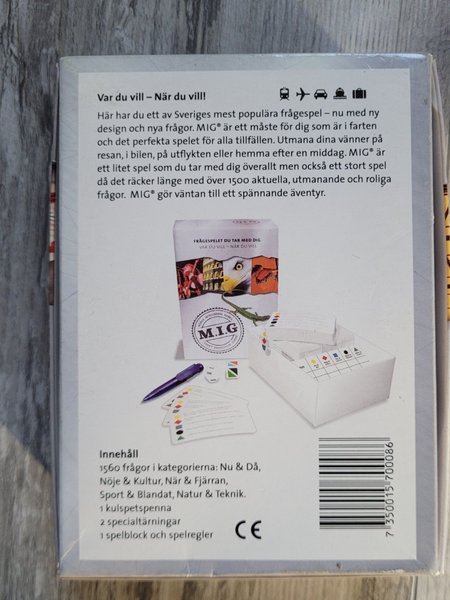 Var du vill – När du vill!
Här har du ett av Sveriges mest populära frågespel – nu med ny
design och nya frågor. MIG® är ett måste för dig som är i farten
och det perfekta spelet för alla tillfällen. Utmana dina vänner på
resan, i bilen, på utflykten eller hemma efter en middag. MIG® är
ett litet spel som du tar med dig överallt men också ett stort spel
då det räcker länge med över 1500 aktuella, utmanande och roliga
frågor. MIG® gör väntan till ett spännande äventyr.
FRÅGESPELET DU TAR MED DIG
VAR DU VILL – NÄR DU VILL
M.I.G
Innehåll
1560 frågor i kategorierna: Nu & Då,
Nöje & Kultur, När & Fjärran,
Sport & Blandat, Natur & Teknik.
1 kulspetspenna
2 specialtärningar
1 spelblock och spelregler
CE
7 350015 700086